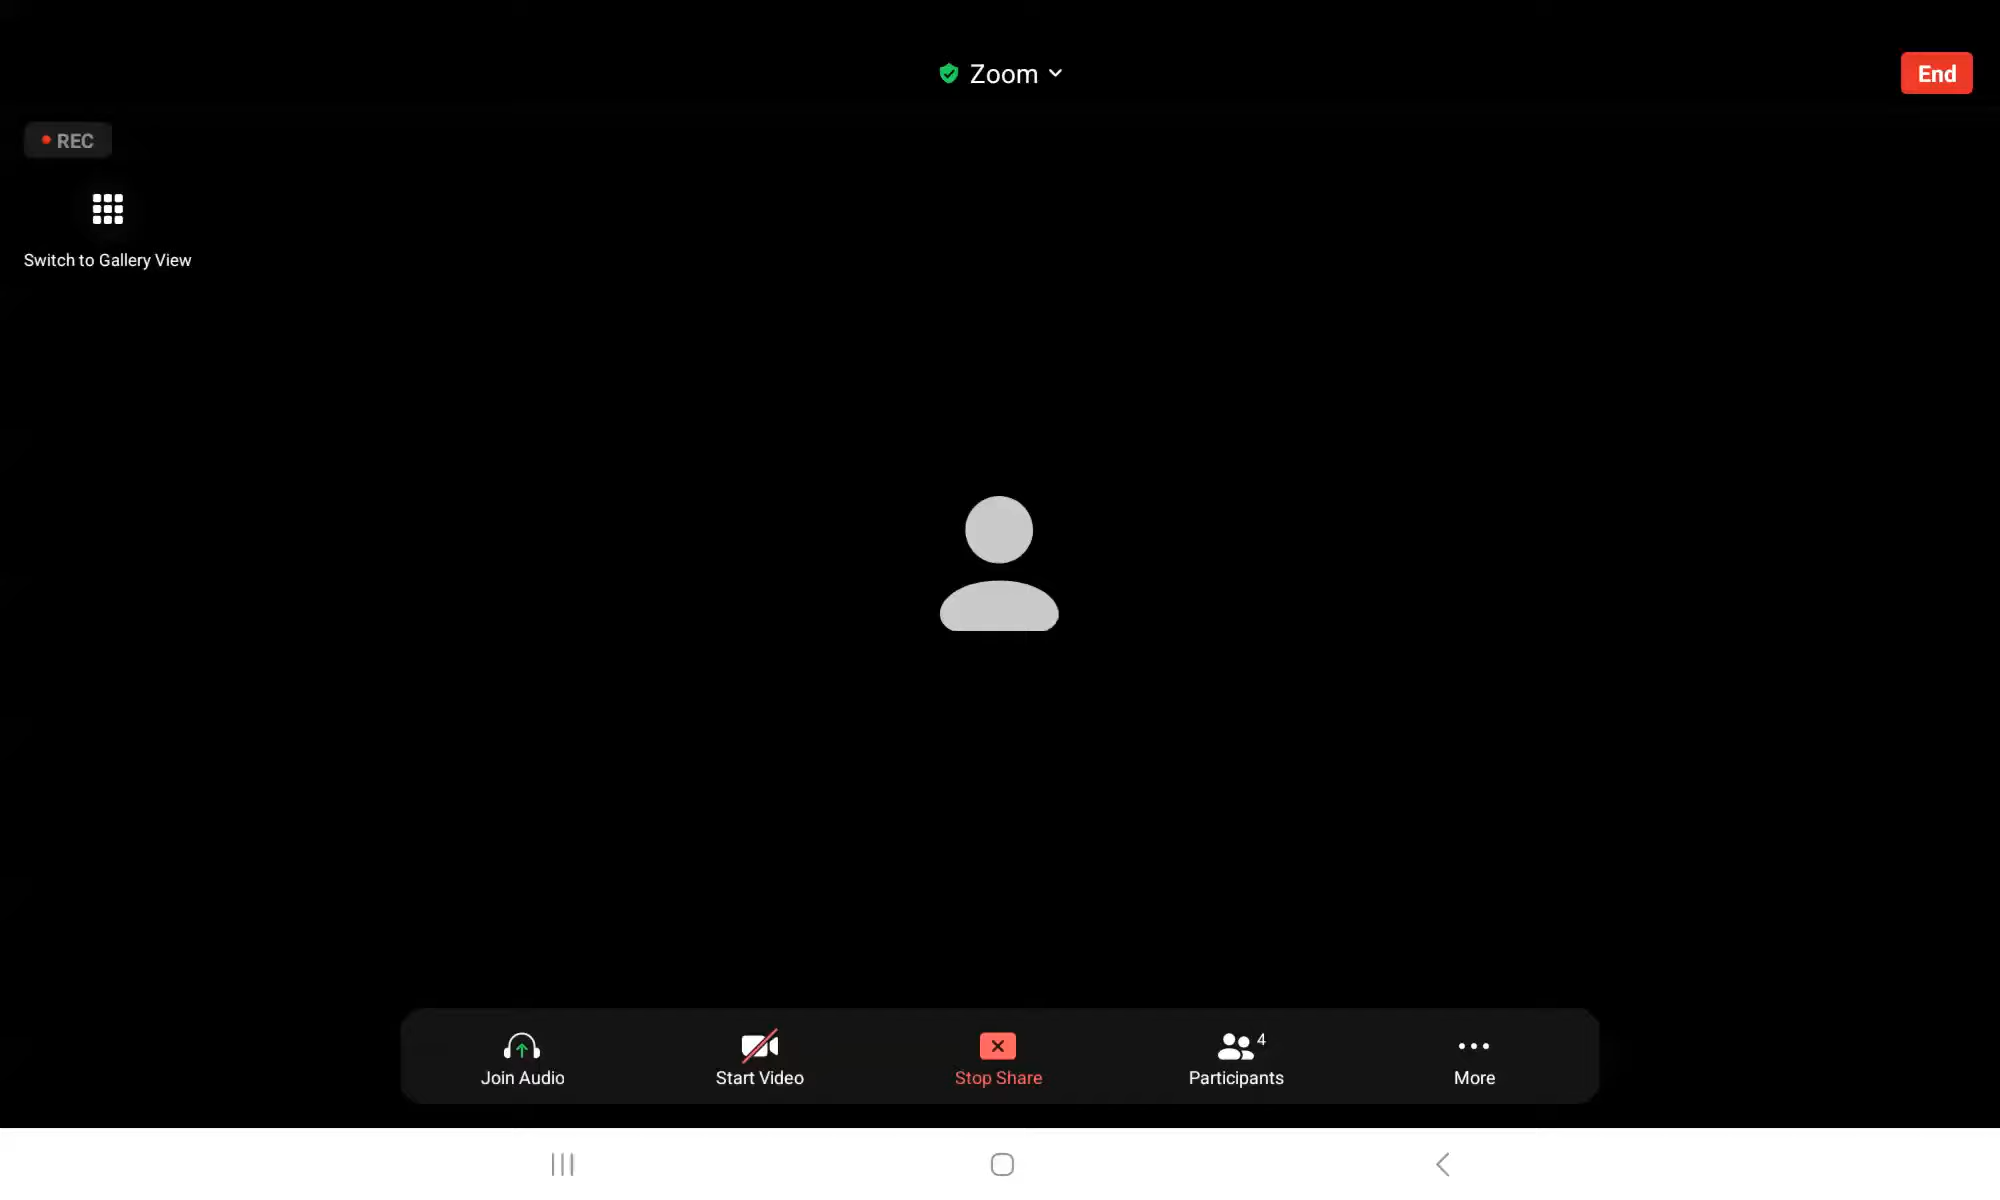 Zoom
End
REC
Switch to Gallery View
4
Join Audio
Start Video
Stop Share
Participants
More